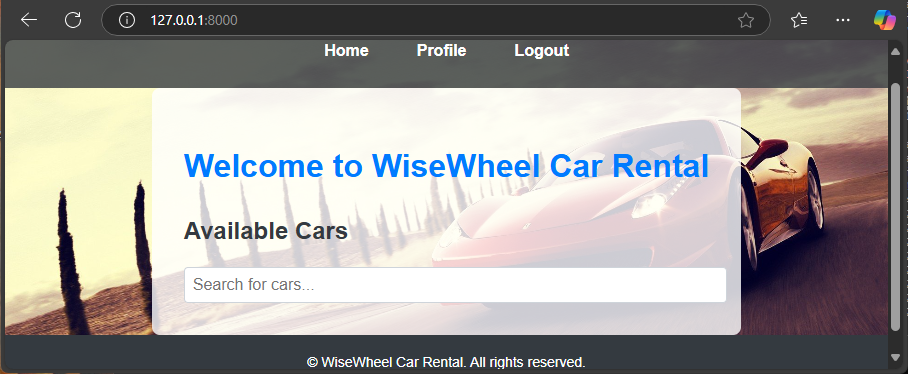 127.0.0.1:8000
Home Profile Logout
Welcome to WiseWheel Car Rental
Available Cars
Search for cars...
© WiseWheel Car Rental. All rights reserved.